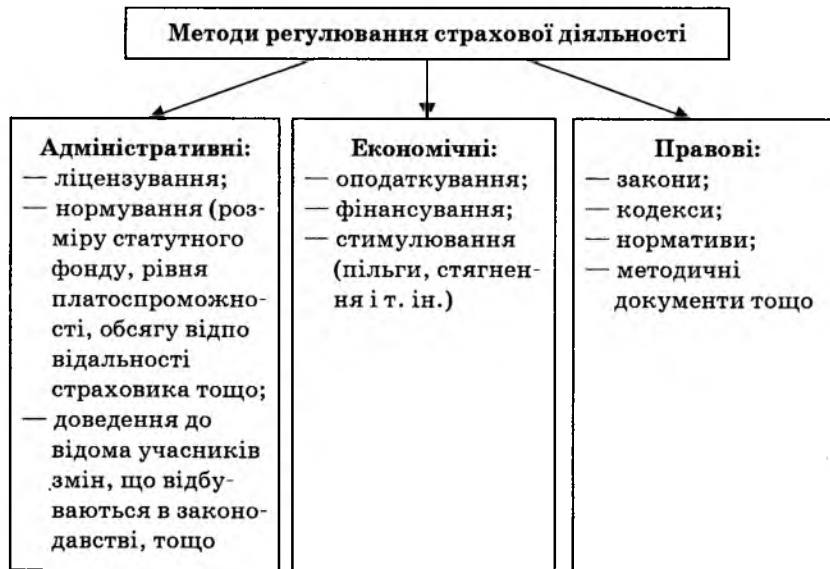 Методи регулювання страхової діяльності
Адміністративні:
— ліцензування;
— нормування (роз-
міру статутного
фонду, рівня
платоспроможно-
сті, обсягу відпо
відальності
страховика тощо;
— доведення до
відома учасників
змін, що відбу-
ваються в законо-
давстві, тощо
Економічні:
— оподаткування;
— фінансування;
— стимулювання
(пільги, стягнен-
ня і т. ін.)
Правові:
— закони;
— кодекси;
— нормативи;
— методичні
документи тощо